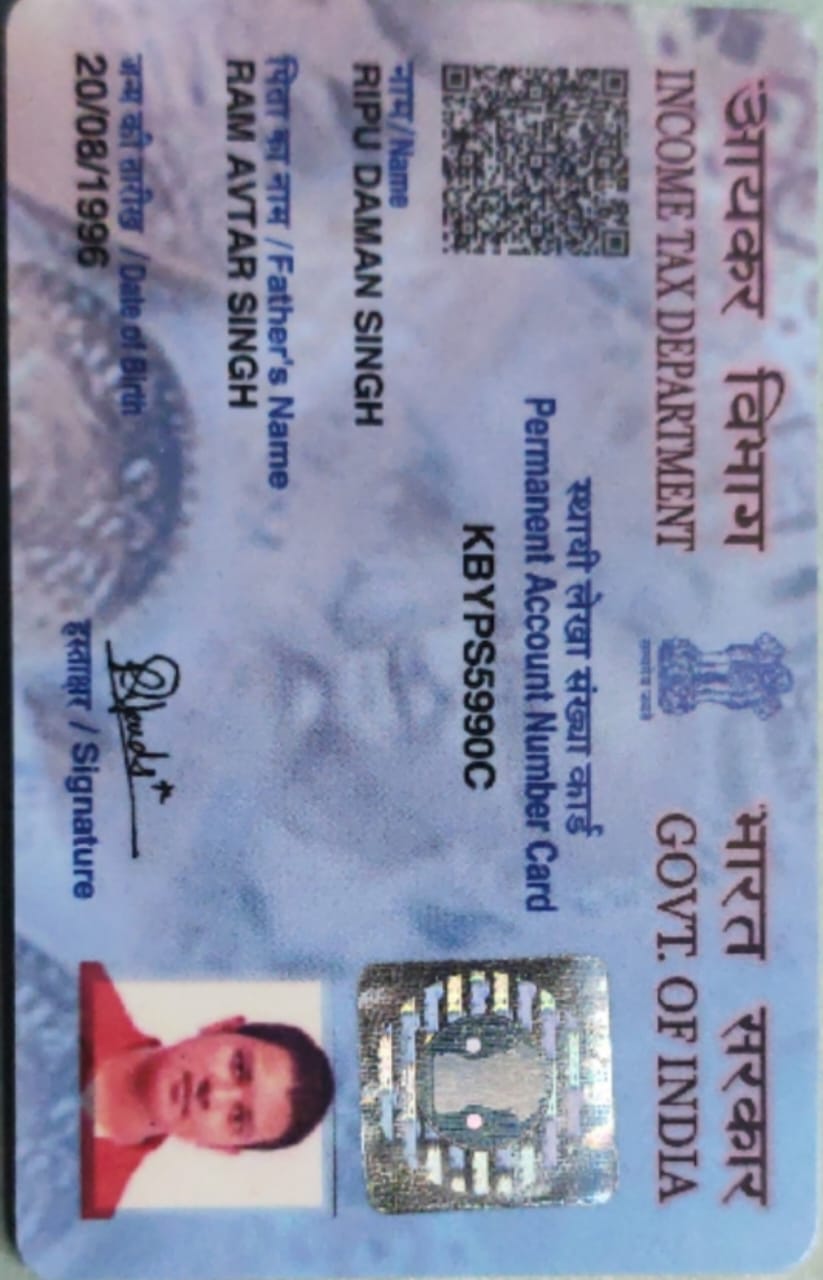 आयकर विभाग
INCOME TAX DEPARTMENT
भारत सरकार
GOVT. OF INDIA
सत्यमेव जयते
स्थायी लेखा संख्या कार्ड
Permanent Account Number Card
KBYPS5990C
नाम/Name
RIPU DAMAN SINGH
पिता का नाम/Father's Name
RAM AVTAR SINGH
जन्म की तारीख/Date of Birth
20/08/1996
हस्ताक्षर/Signature